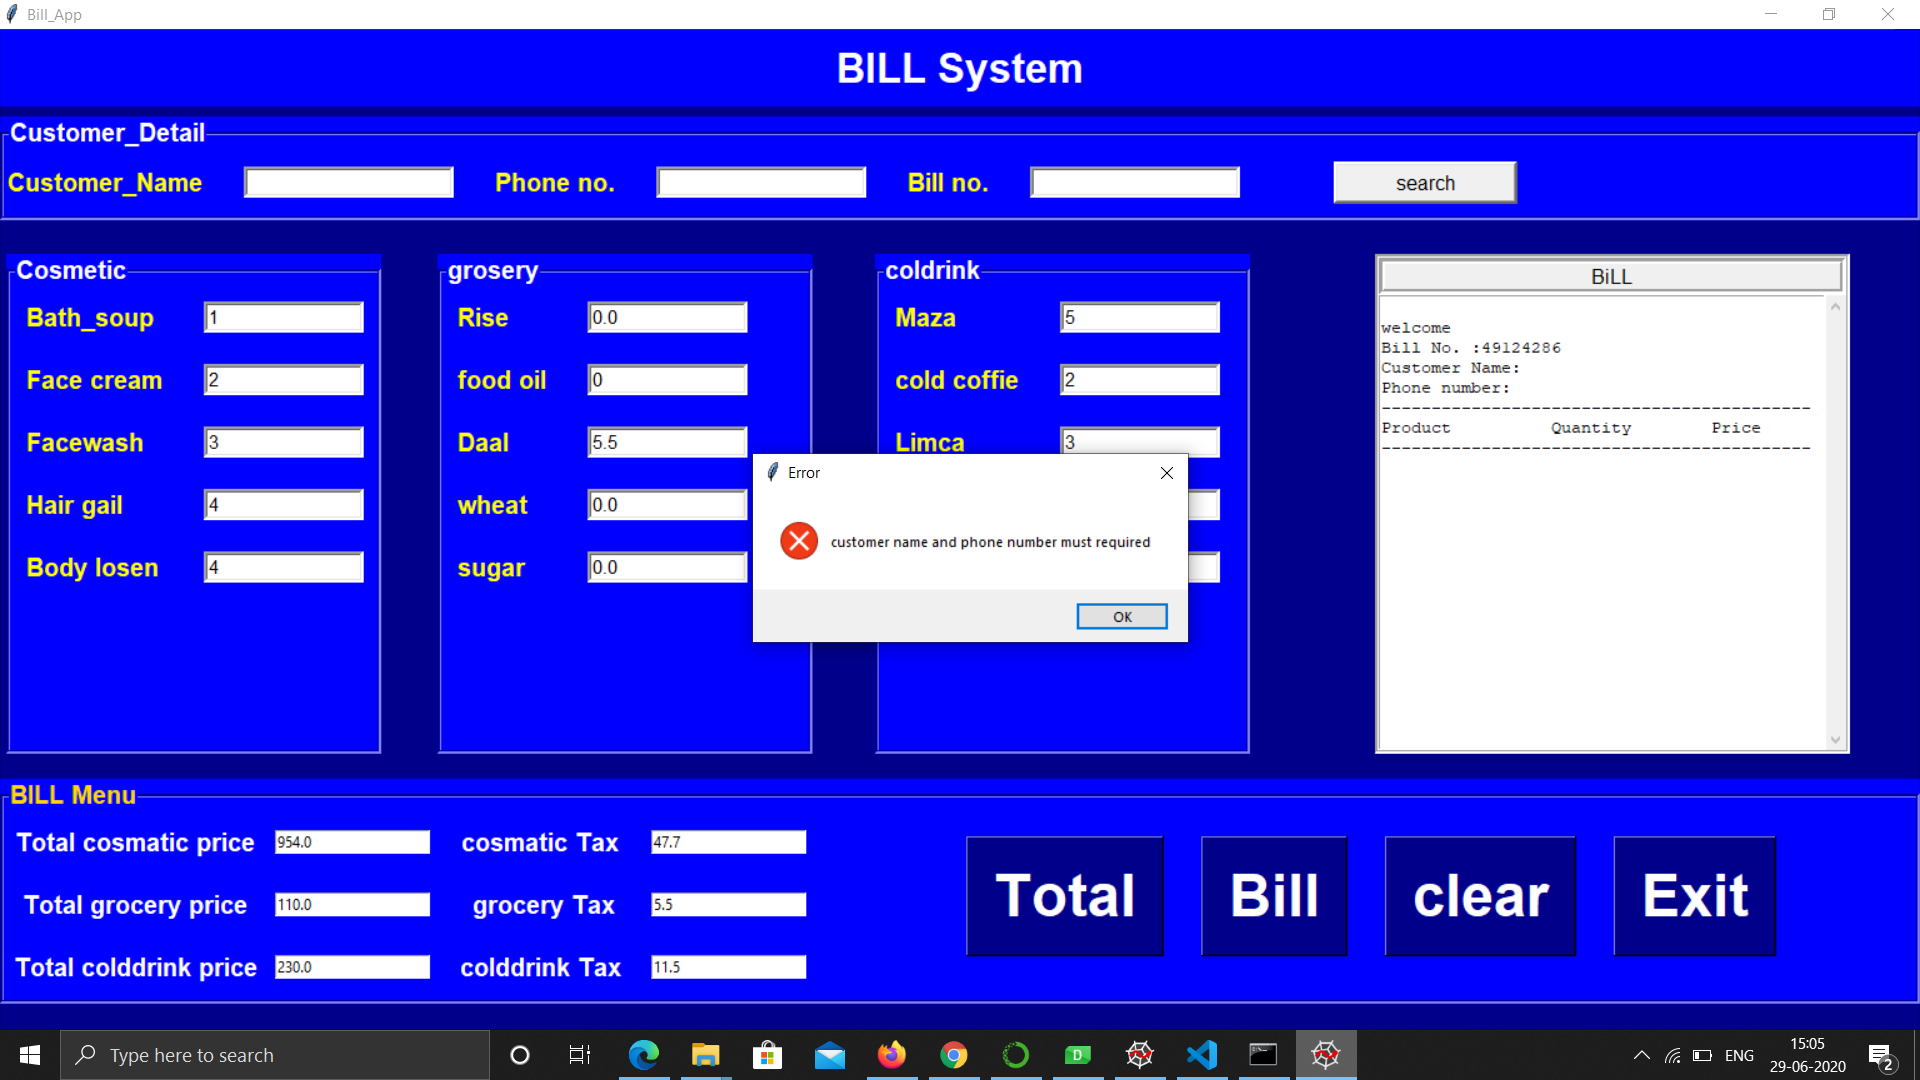 Bill_App
BILL System
Customer_Detail
Customer_Name Phone no. Bill no. search
Cosmetic
Bath_soup 1
Face cream 2
Facewash 3
Hair gail 4
Body losen 4
grosery
Rise 0.0
food oil 0
Daal 5.5
wheat 0.0
sugar 0.0
coldrink
Maza 5
cold coffie 2
Limca 3
BiLL
welcome
Bill No. :49124286
Customer Name:
Phone number:
-------------------------------------------
Product Quantity Price
-------------------------------------------
Error
customer name and phone number must required
OK
BILL Menu
Total cosmatic price 954.0 cosmatic Tax 47.7
Total grocery price 110.0 grocery Tax 5.5
Total colddrink price 230.0 colddrink Tax 11.5
Total Bill clear Exit
Type here to search
D
ENG
15:05
29-06-2020
2